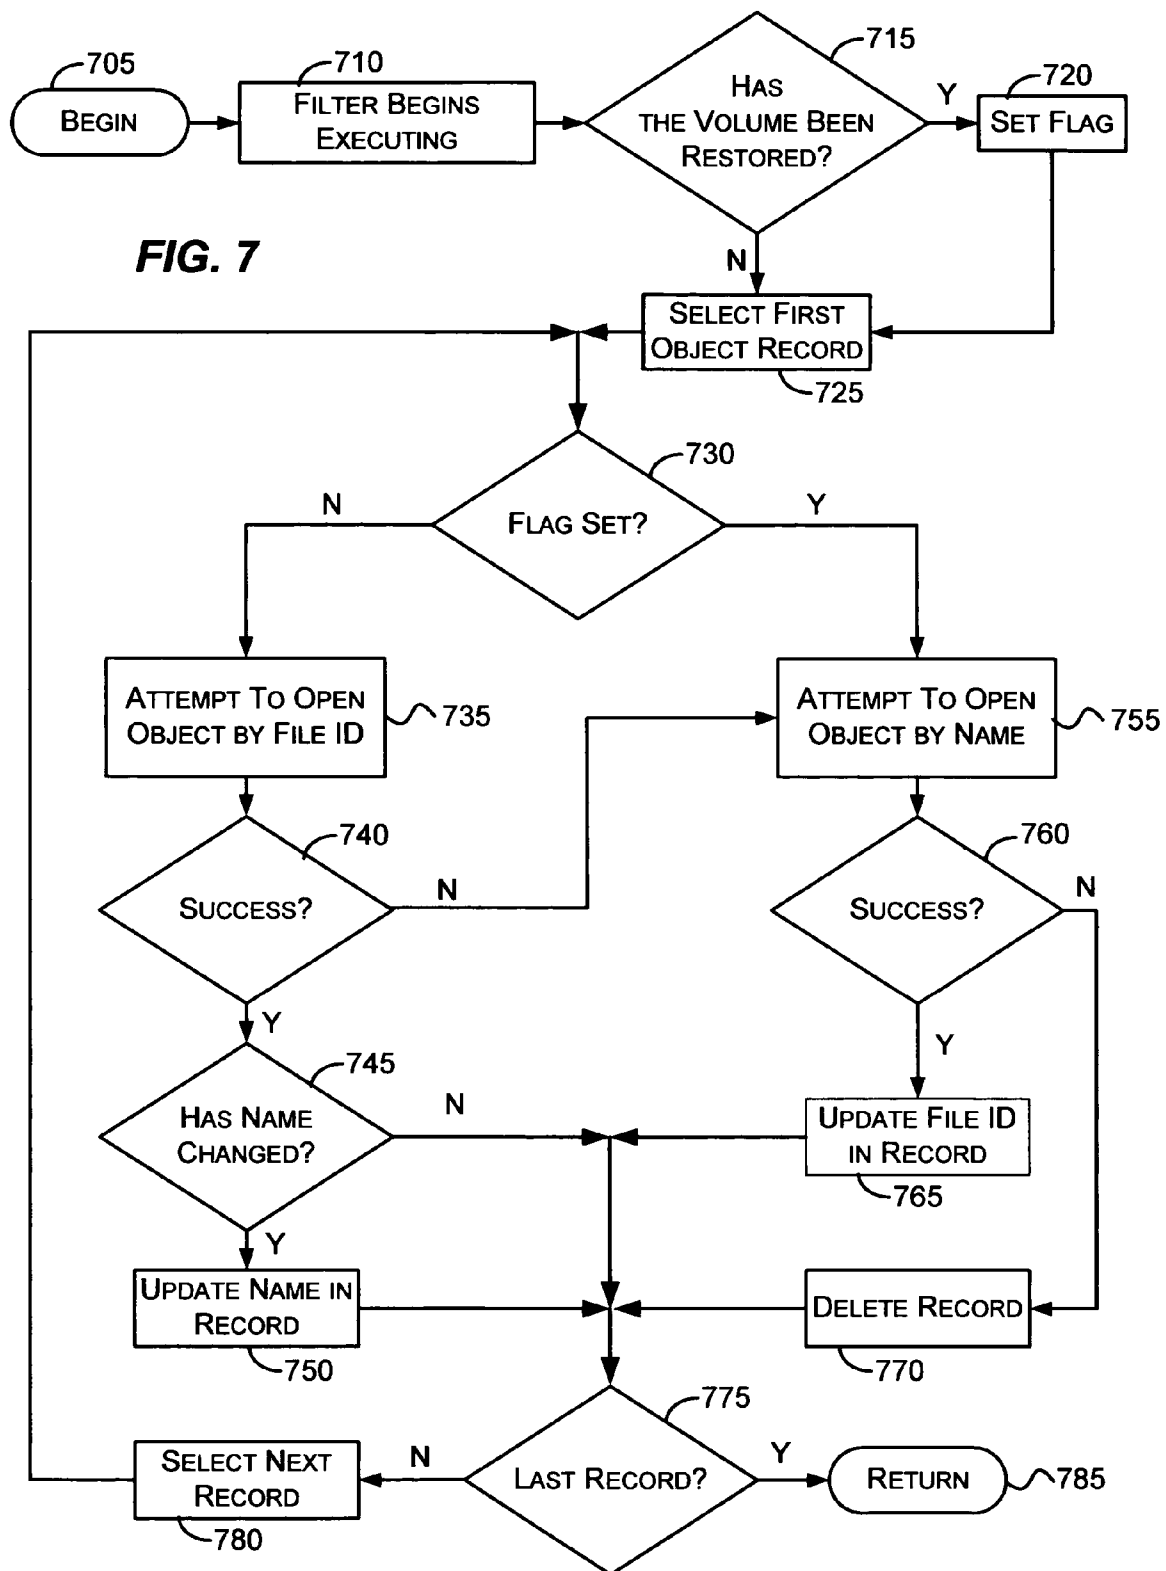 705
BEGIN
710
FILTER BEGINS
EXECUTING
715
HAS
THE VOLUME BEEN
RESTORED?
Y
720
SET FLAG
FIG. 7
N
SELECT FIRST
OBJECT RECORD
725
730
FLAG SET?
N
Y
ATTEMPT TO OPEN
OBJECT BY FILE ID
735
ATTEMPT TO OPEN
OBJECT BY NAME
755
740
SUCCESS?
N
Y
760
SUCCESS?
N
Y
745
HAS NAME
CHANGED?
N
Y
UPDATE FILE ID
IN RECORD
765
UPDATE NAME IN
RECORD
750
DELETE RECORD
770
775
LAST RECORD?
N
Y
SELECT NEXT
RECORD
780
RETURN
785